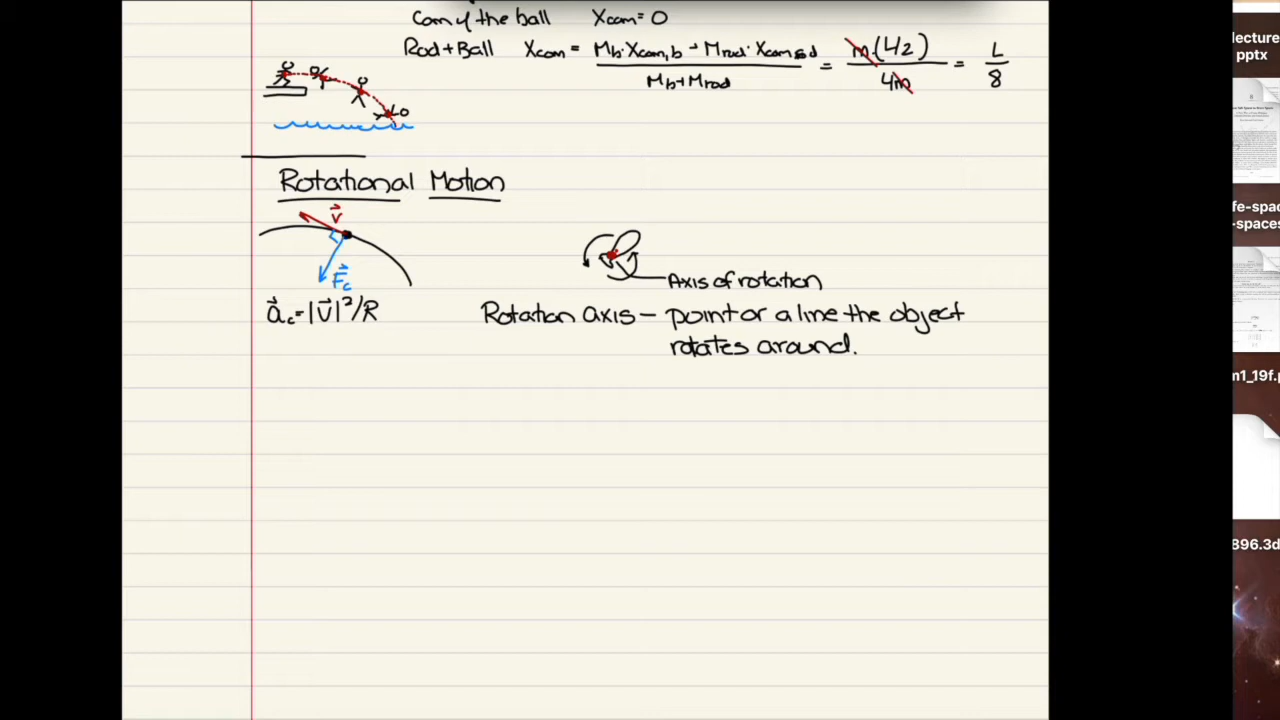 Com of the ball Xcom = 0
Rod + Ball Xcom = Mb·Xcom,b + Mrod·Xcom,rod / Mb + Mrod = m·(L/2) / 4m = L / 8
Rotational Motion
v
Fc
ac = |v|²/R
Axis of rotation
Rotation axis – point or a line the object
rotates around.
lecture
pptx
fe-spac
-spaces
m1_19f.p
896.3d